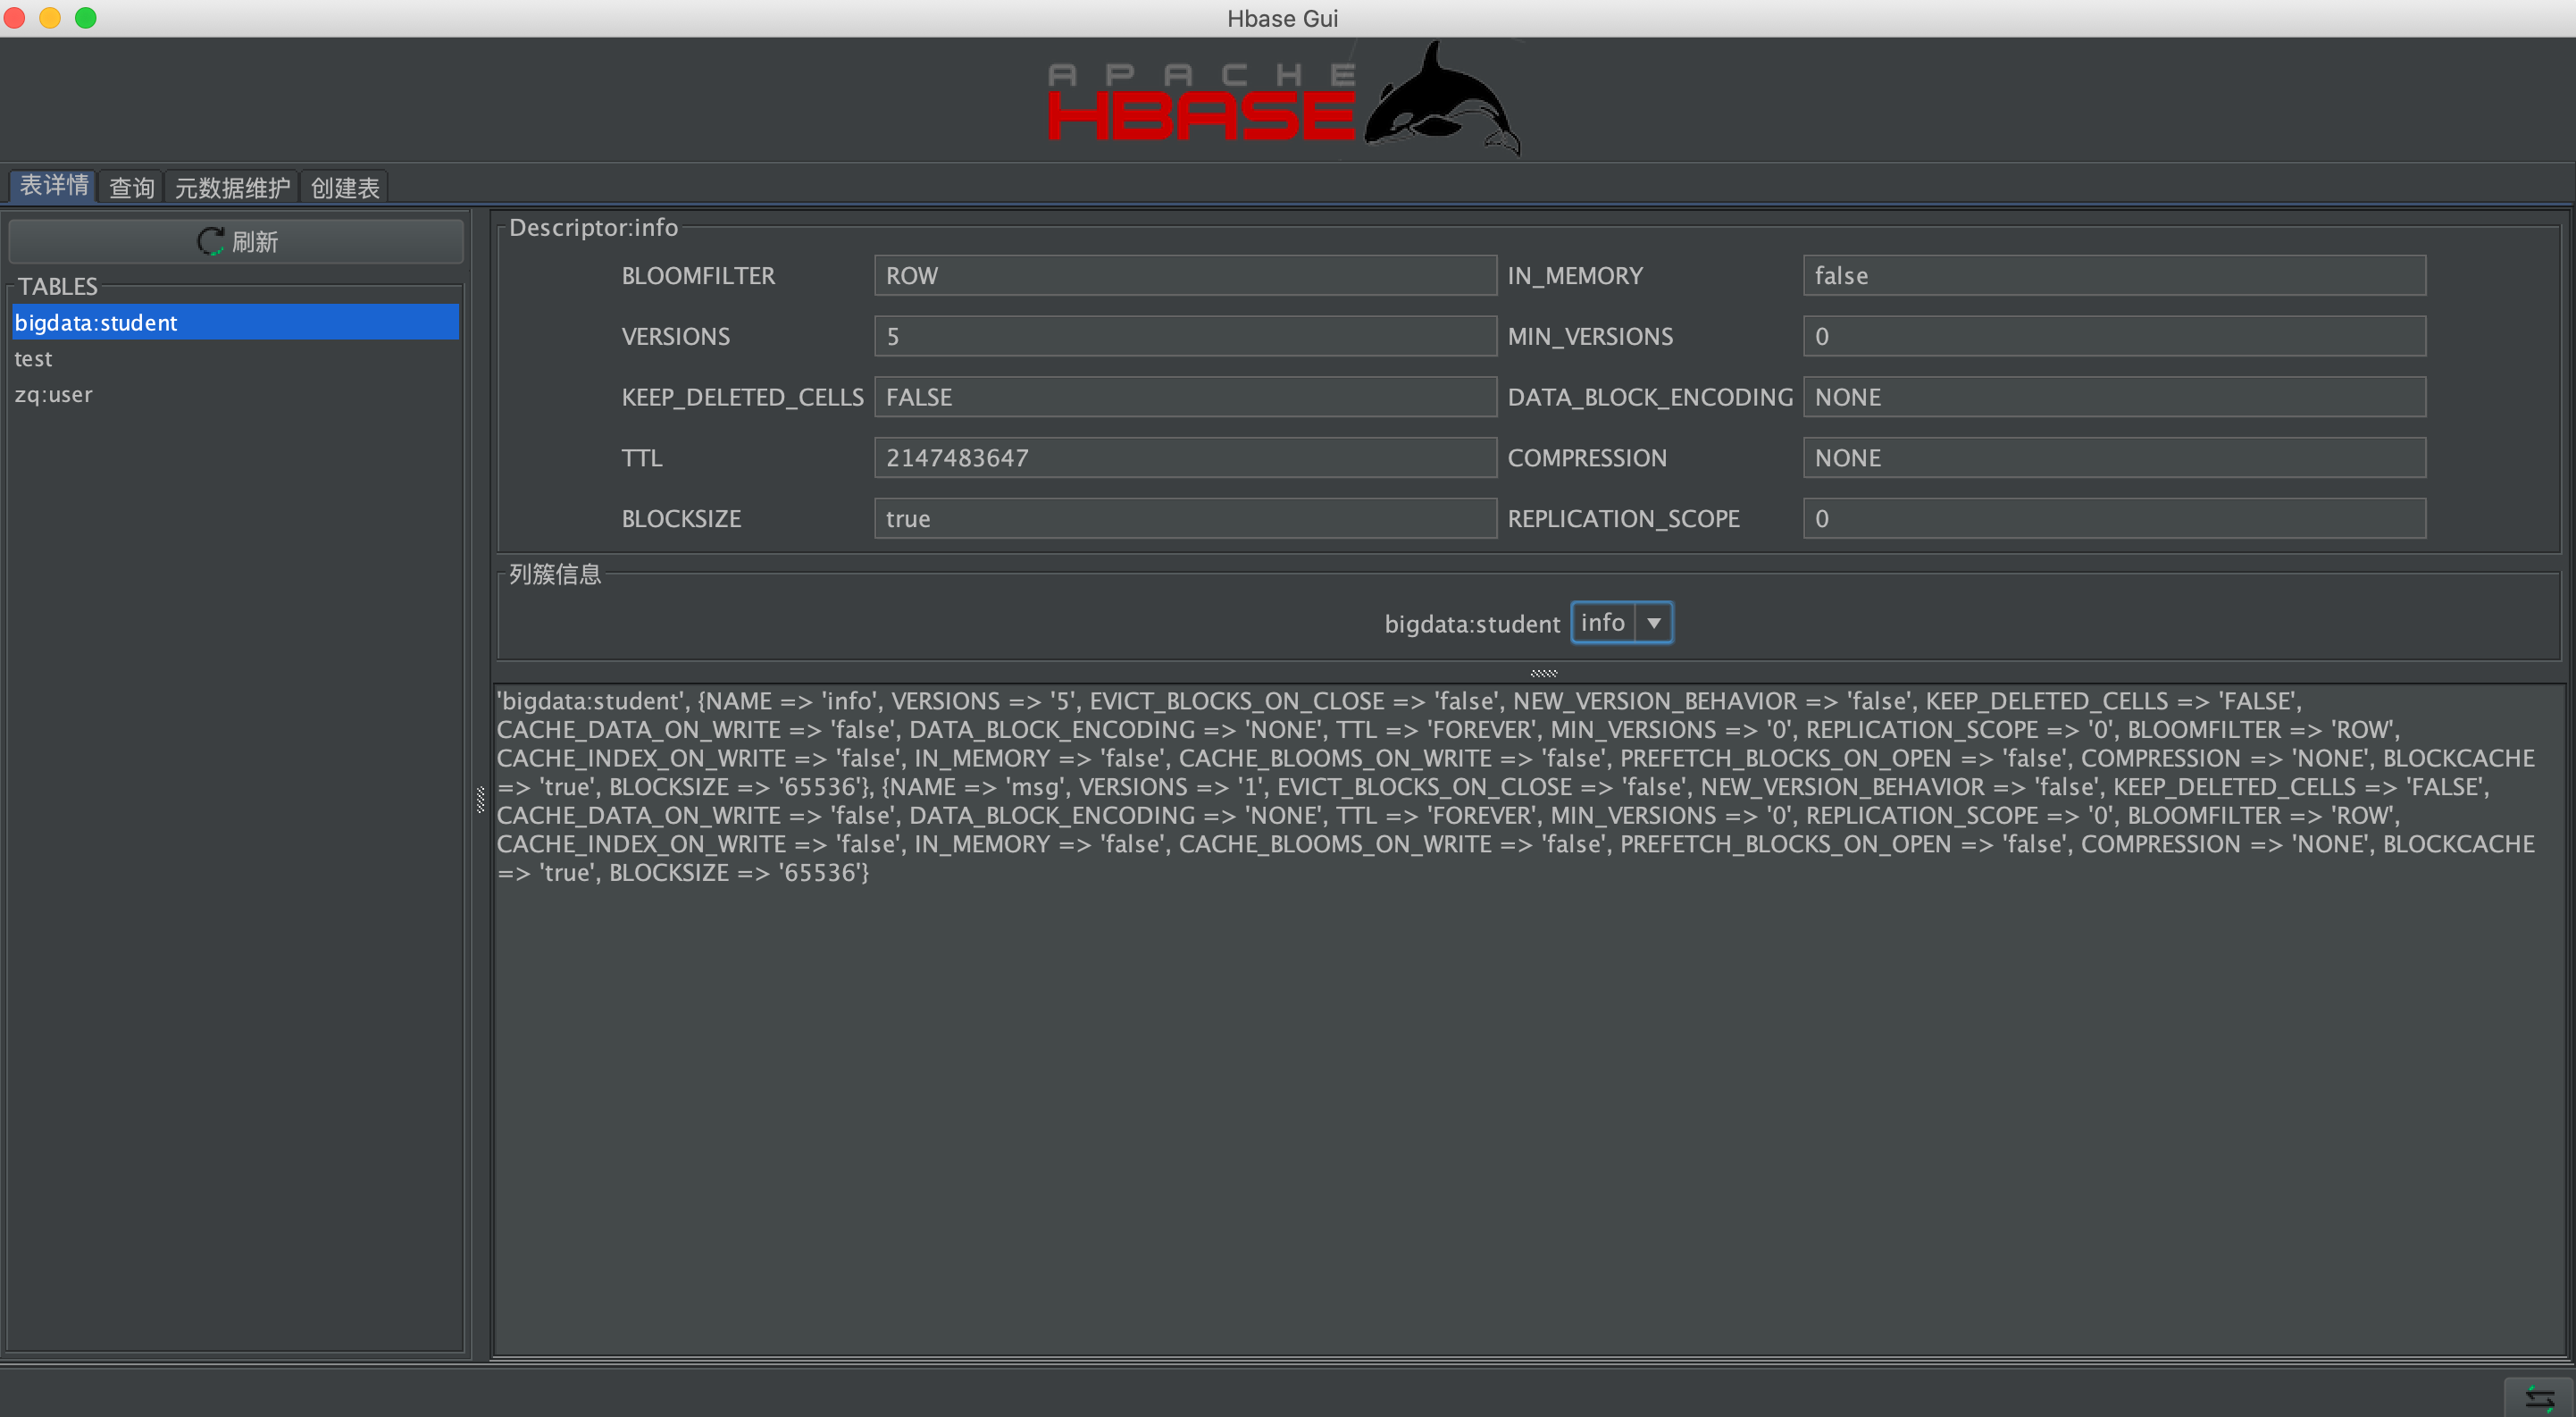 Hbase Gui
APACHE
HBASE
表详情 查询 元数据维护 创建表
刷新
TABLES
bigdata:student
test
zq:user
Descriptor:info
BLOOMFILTER ROW IN_MEMORY false
VERSIONS 5 MIN_VERSIONS 0
KEEP_DELETED_CELLS FALSE DATA_BLOCK_ENCODING NONE
TTL 2147483647 COMPRESSION NONE
BLOCKSIZE true REPLICATION_SCOPE 0
列簇信息
bigdata:student info
'bigdata:student', {NAME => 'info', VERSIONS => '5', EVICT_BLOCKS_ON_CLOSE => 'false', NEW_VERSION_BEHAVIOR => 'false', KEEP_DELETED_CELLS => 'FALSE',
CACHE_DATA_ON_WRITE => 'false', DATA_BLOCK_ENCODING => 'NONE', TTL => 'FOREVER', MIN_VERSIONS => '0', REPLICATION_SCOPE => '0', BLOOMFILTER => 'ROW',
CACHE_INDEX_ON_WRITE => 'false', IN_MEMORY => 'false', CACHE_BLOOMS_ON_WRITE => 'false', PREFETCH_BLOCKS_ON_OPEN => 'false', COMPRESSION => 'NONE', BLOCKCACHE
=> 'true', BLOCKSIZE => '65536'}, {NAME => 'msg', VERSIONS => '1', EVICT_BLOCKS_ON_CLOSE => 'false', NEW_VERSION_BEHAVIOR => 'false', KEEP_DELETED_CELLS => 'FALSE',
CACHE_DATA_ON_WRITE => 'false', DATA_BLOCK_ENCODING => 'NONE', TTL => 'FOREVER', MIN_VERSIONS => '0', REPLICATION_SCOPE => '0', BLOOMFILTER => 'ROW',
CACHE_INDEX_ON_WRITE => 'false', IN_MEMORY => 'false', CACHE_BLOOMS_ON_WRITE => 'false', PREFETCH_BLOCKS_ON_OPEN => 'false', COMPRESSION => 'NONE', BLOCKCACHE
=> 'true', BLOCKSIZE => '65536'}